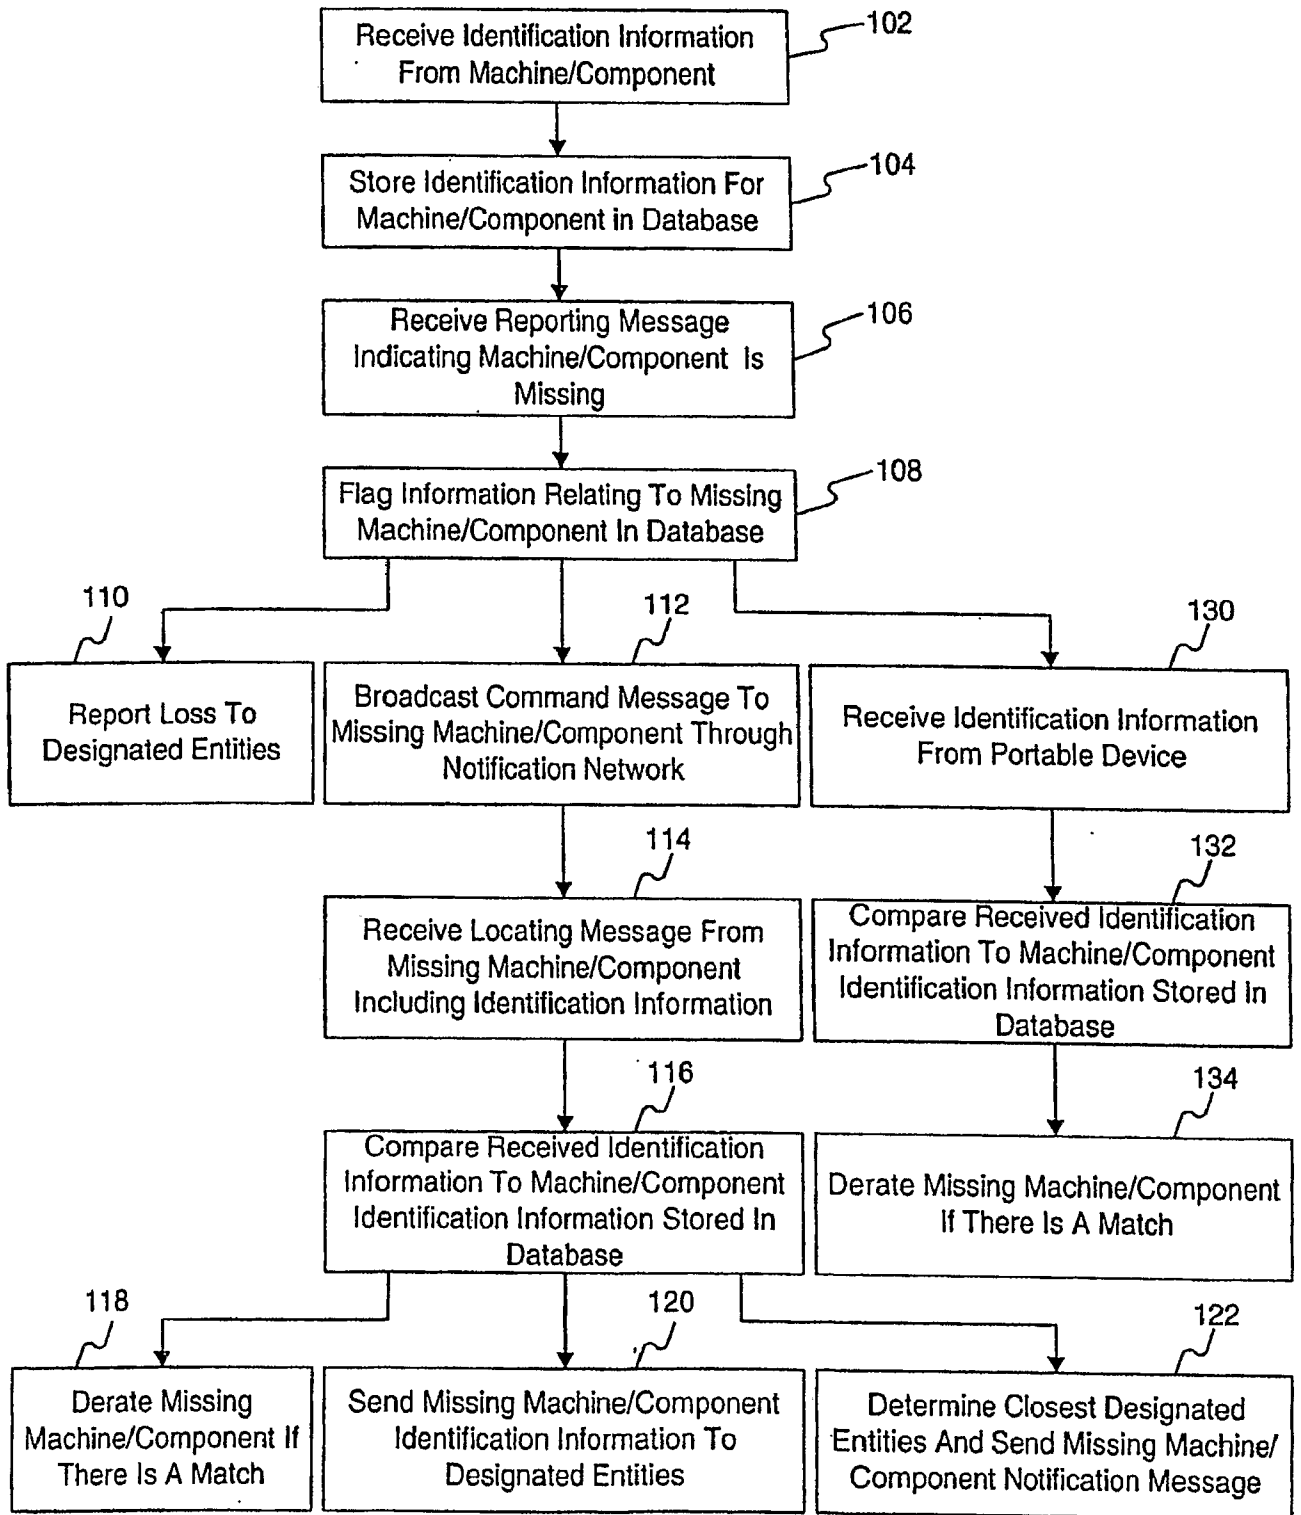 Receive Identification Information
From Machine/Component
102
Store Identification Information For
Machine/Component in Database
104
Receive Reporting Message
Indicating Machine/Component Is
Missing
106
Flag Information Relating To Missing
Machine/Component In Database
108
110
Report Loss To
Designated Entities
112
Broadcast Command Message To
Missing Machine/Component Through
Notification Network
130
Receive Identification Information
From Portable Device
114
Receive Locating Message From
Missing Machine/Component
Including Identification Information
132
Compare Received Identification
Information To Machine/Component
Identification Information Stored In
Database
116
Compare Received Identification
Information To Machine/Component
Identification Information Stored In
Database
134
Derate Missing Machine/Component
If There Is A Match
118
Derate Missing
Machine/Component If
There Is A Match
120
Send Missing Machine/Component
Identification Information To
Designated Entities
122
Determine Closest Designated
Entities And Send Missing Machine/
Component Notification Message